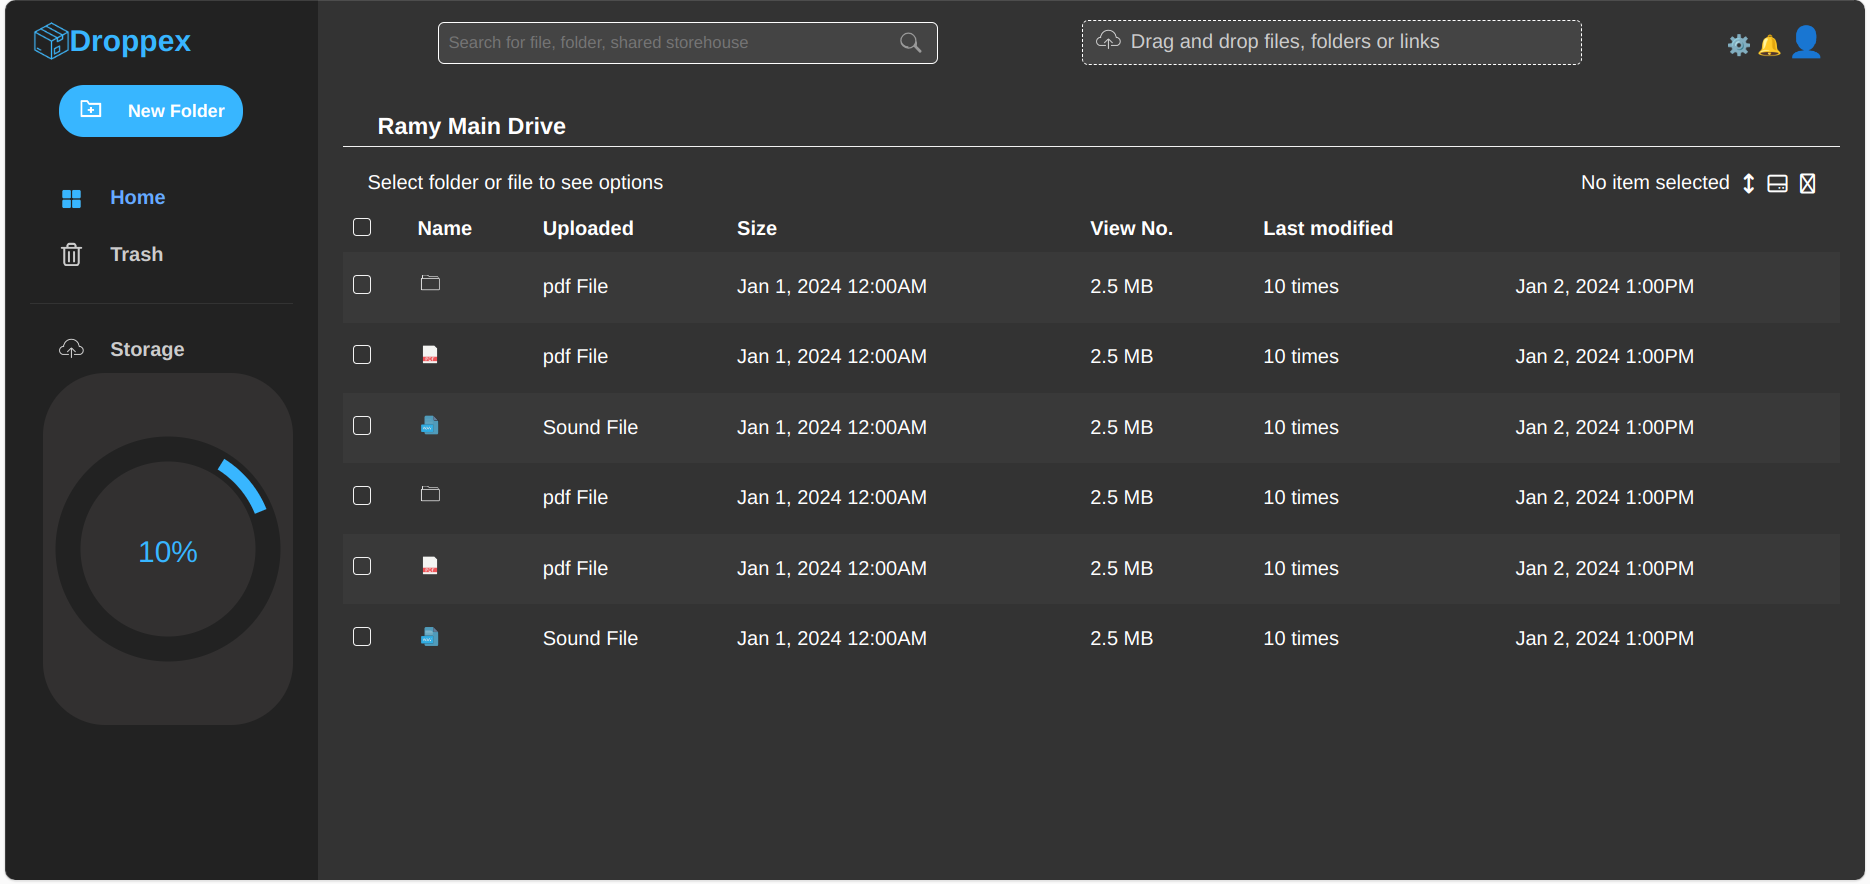 Droppex
Search for file, folder, shared storehouse
Drag and drop files, folders or links
New Folder
Home
Trash
Storage
10%
Ramy Main Drive
Select folder or file to see options
No item selected
Name Uploaded Size View No. Last modified
pdf File Jan 1, 2024 12:00AM 2.5 MB 10 times Jan 2, 2024 1:00PM
pdf File Jan 1, 2024 12:00AM 2.5 MB 10 times Jan 2, 2024 1:00PM
Sound File Jan 1, 2024 12:00AM 2.5 MB 10 times Jan 2, 2024 1:00PM
pdf File Jan 1, 2024 12:00AM 2.5 MB 10 times Jan 2, 2024 1:00PM
pdf File Jan 1, 2024 12:00AM 2.5 MB 10 times Jan 2, 2024 1:00PM
Sound File Jan 1, 2024 12:00AM 2.5 MB 10 times Jan 2, 2024 1:00PM